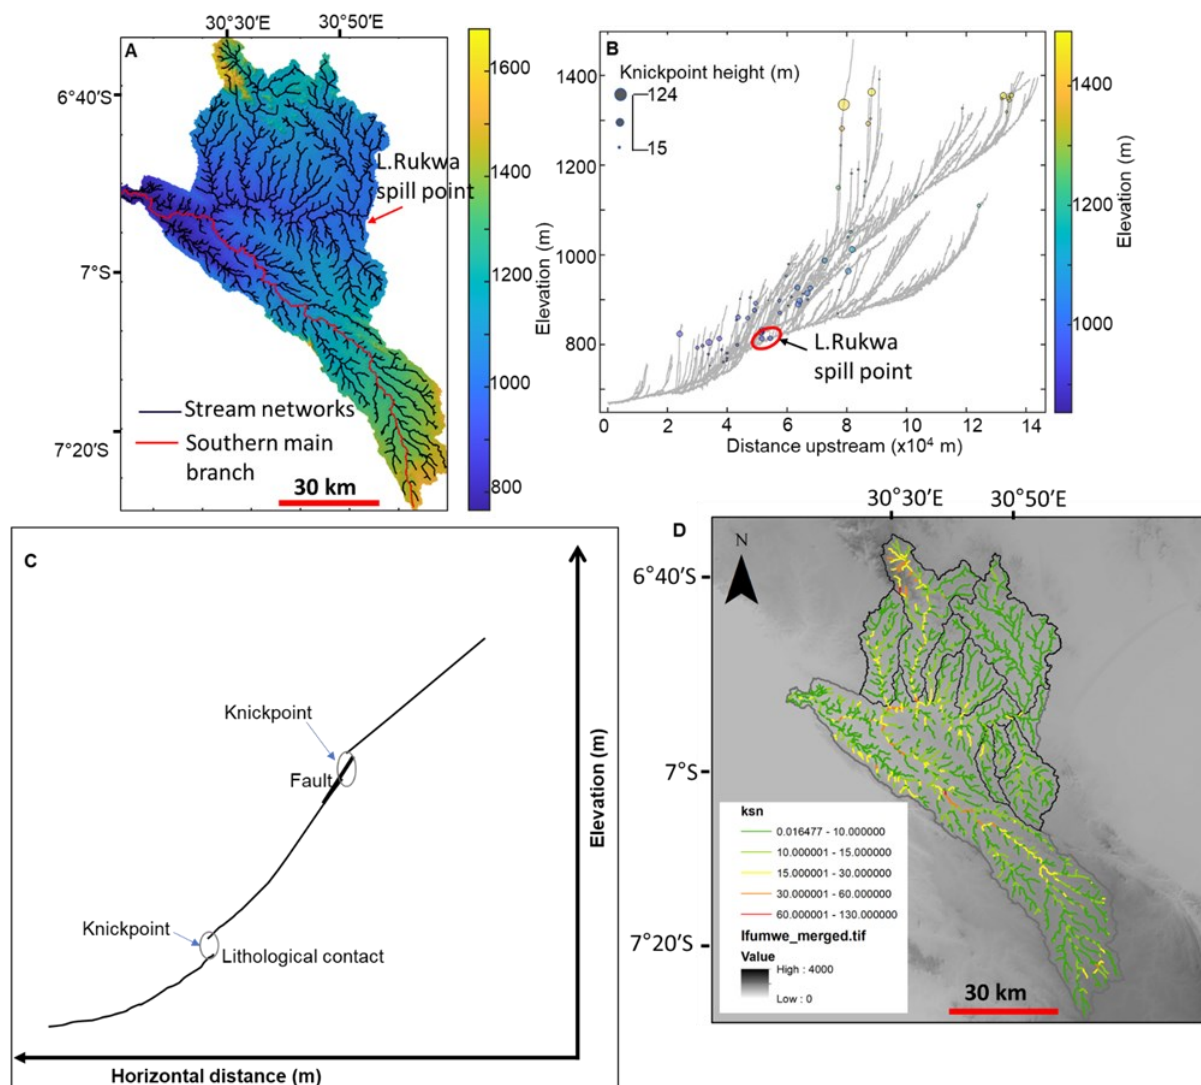 A
30°30'E 30°50'E
6°40'S
7°S
7°20'S
L.Rukwa
spill point
Stream networks
Southern main
branch
30 km
1600
1400
1200
1000
800
Elevation (m)
B
Knickpoint height (m)
124
15
1400
1200
1000
800
L.Rukwa
spill point
0 2 4 6 8 10 12 14
Distance upstream (x10⁴ m)
1400
1200
1000
Elevation (m)
C
Knickpoint
Fault
Knickpoint
Lithological contact
Elevation (m)
Horizontal distance (m)
D
30°30'E 30°50'E
N
6°40'S
7°S
7°20'S
ksn
0.016477 - 10.000000
10.000001 - 15.000000
15.000001 - 30.000000
30.000001 - 60.000000
60.000001 - 130.000000
Ifumwe_merged.tif
Value
High : 4000
Low : 0
30 km